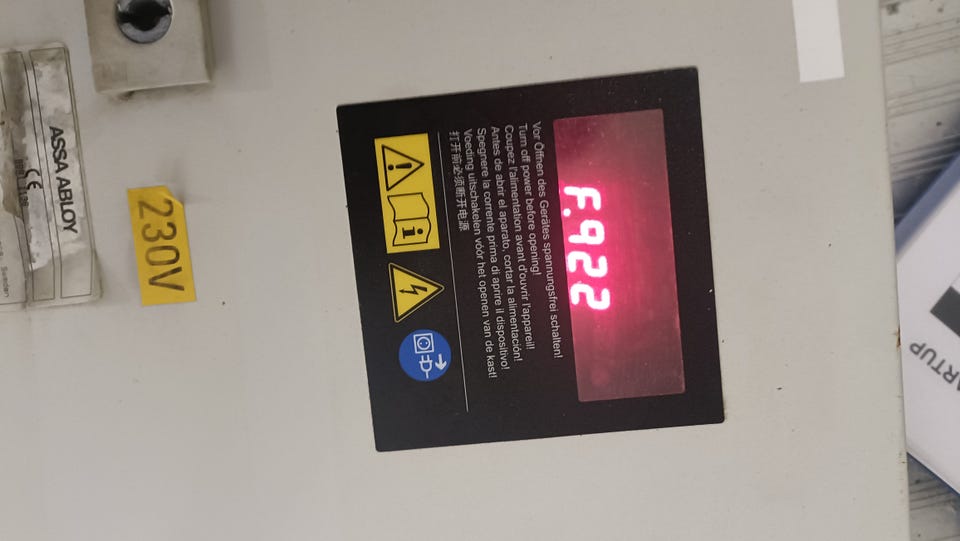 F.922
Vor Öffnen des Gerätes spannungsfrei schalten!
Turn off power before opening!
Coupez l'alimentation avant d'ouvrir l'appareil!
Antes de abrir el aparato, cortar la alimentación!
Spegnere la corrente prima di aprire il dispositivo!
Voeding uitschakelen vóór het openen van de kast!
打开前必须断开电源
230V
ASSA ABLOY
CE
Sweden
ARTUP